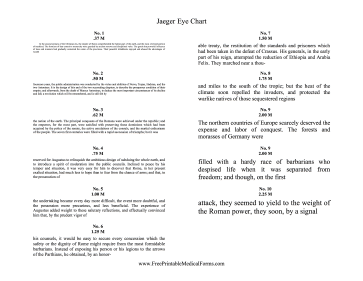 Jaeger Eye Chart
No. 1
.37 M
No. 2
.50 M
No. 3
.62 M
the nature of the earth. The principal conquests of the Romans were achieved under the republic; and
the emperors, for the most part, were satisfied with preserving those dominions which had been
acquired by the policy of the senate, the active emulation of the consuls, and the martial spirit
of the people. The seven first centuries were filled with a rapid succession of triumphs; but it was
No. 4
.75 M
reserved for Augustus to relinquish the ambitious design of subduing the whole earth, and
to introduce a spirit of moderation into the public councils. Inclined to peace by his
temper and situation, it was very easy for him to discover that Rome, in her present
exalted situation, had much less to hope than to fear from the chance of arms; and that, in
the prosecution of
No. 5
1.00 M
the undertaking became every day more difficult, the event more doubtful, and
the possession more precarious, and less beneficial. The experience of
Augustus added weight to these salutary reflections, and effectually convinced
him that, by the prudent vigor of
No. 6
1.25 M
his counsels, it would be easy to secure every concession which the
safety or the dignity of Rome might require from the most formidable
barbarians. Instead of exposing his person or his legions to the arrows
of the Parthians, he obtained, by an honor-
No. 7
1.50 M
able treaty, the restitution of the standards and prisoners which
had been taken in the defeat of Crassus. His generals, in the early
part of his reign, attempted the reduction of Ethiopia and Arabia
Felix. They marched near a thou-
No. 8
1.75 M
and miles to the south of the tropic; but the heat of the
climate soon repelled the invaders, and protected the
warlike natives of those sequestered regions
No. 9
2.00 M
The northern countries of Europe scarcely deserved the
expense and labor of conquest. The forests and
morasses of Germany were
No. 9
2.00 M
filled with a hardy race of barbarians who
despised life when it was separated from
freedom; and though, on the first
No. 10
2.25 M
attack, they seemed to yield to the weight of
the Roman power, they soon, by a signal
www.FreePrintableMedicalForms.com